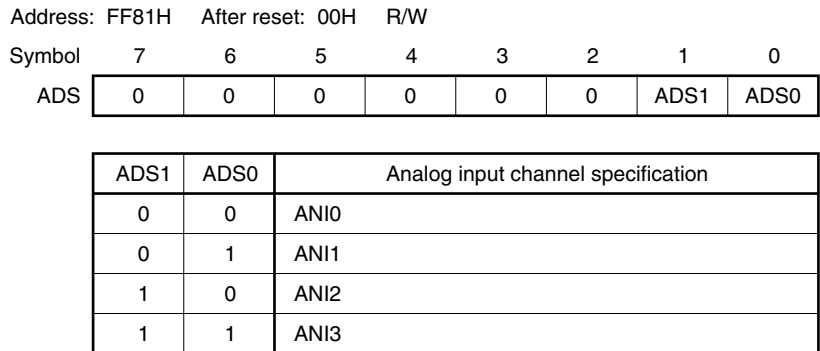 Address: FF81H After reset: 00H R/W
Symbol 7 6 5 4 3 2 1 0
ADS 0 0 0 0 0 0 ADS1 ADS0
ADS1 ADS0 Analog input channel specification
0 0 ANI0
0 1 ANI1
1 0 ANI2
1 1 ANI3